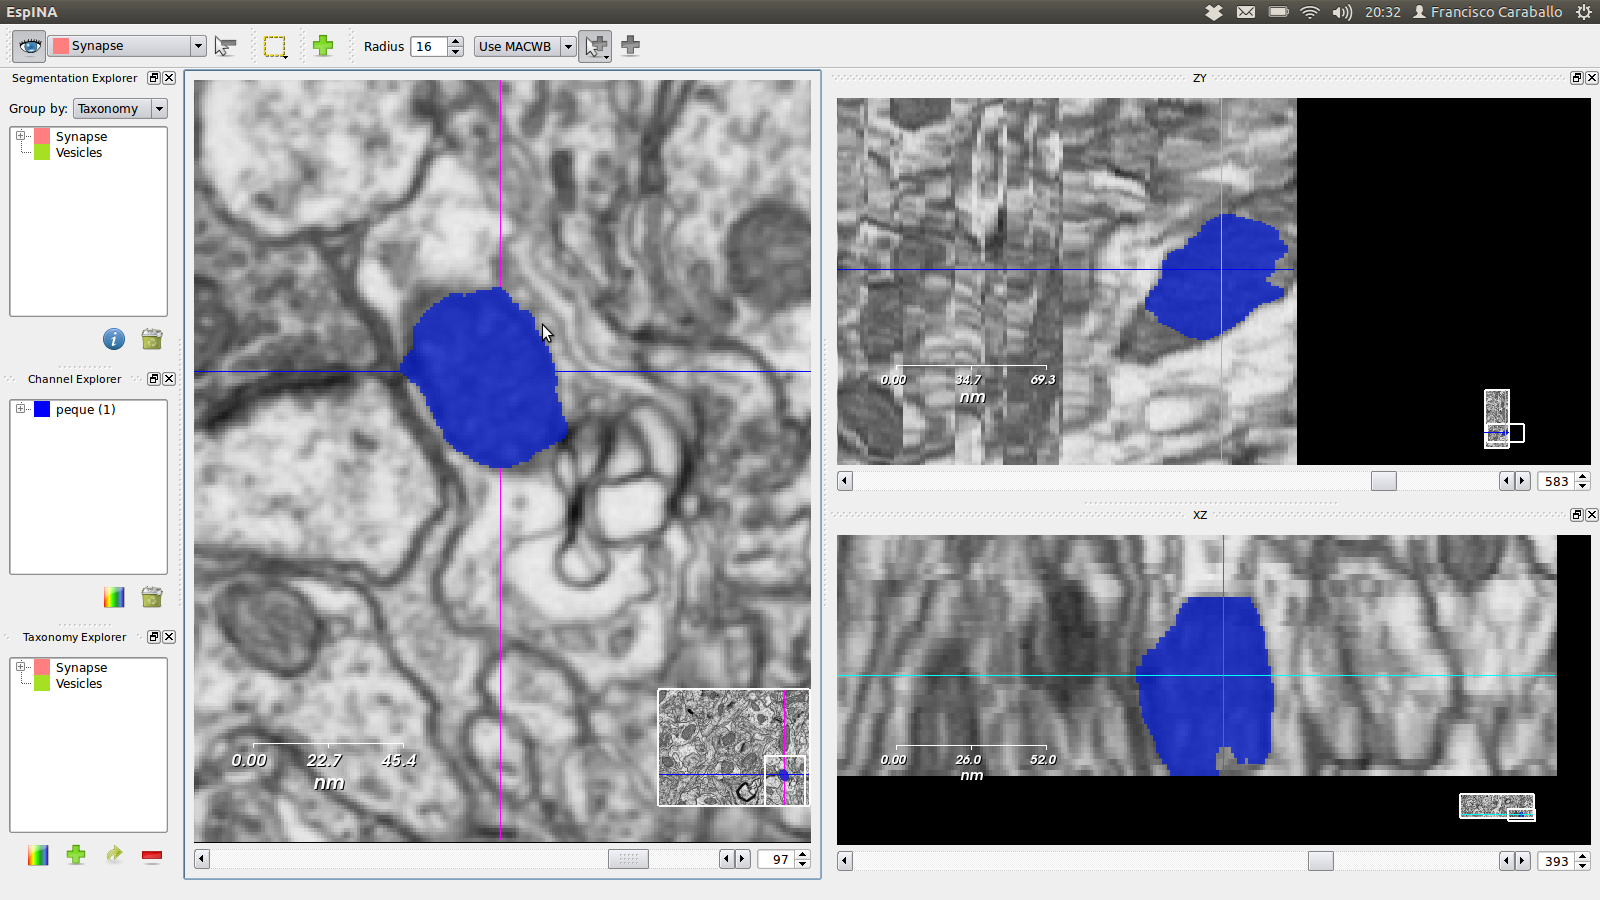 EspINA
20:32 Francisco Caraballo
Synapse
Radius 16 Use MACWB
Segmentation Explorer
Group by: Taxonomy
Synapse
Vesicles
i
Channel Explorer
peque (1)
Taxonomy Explorer
Synapse
Vesicles
0.00 22.7 45.4
nm
97
ZY
0.00 34.7 69.3
nm
583
XZ
0.00 26.0 52.0
nm
393